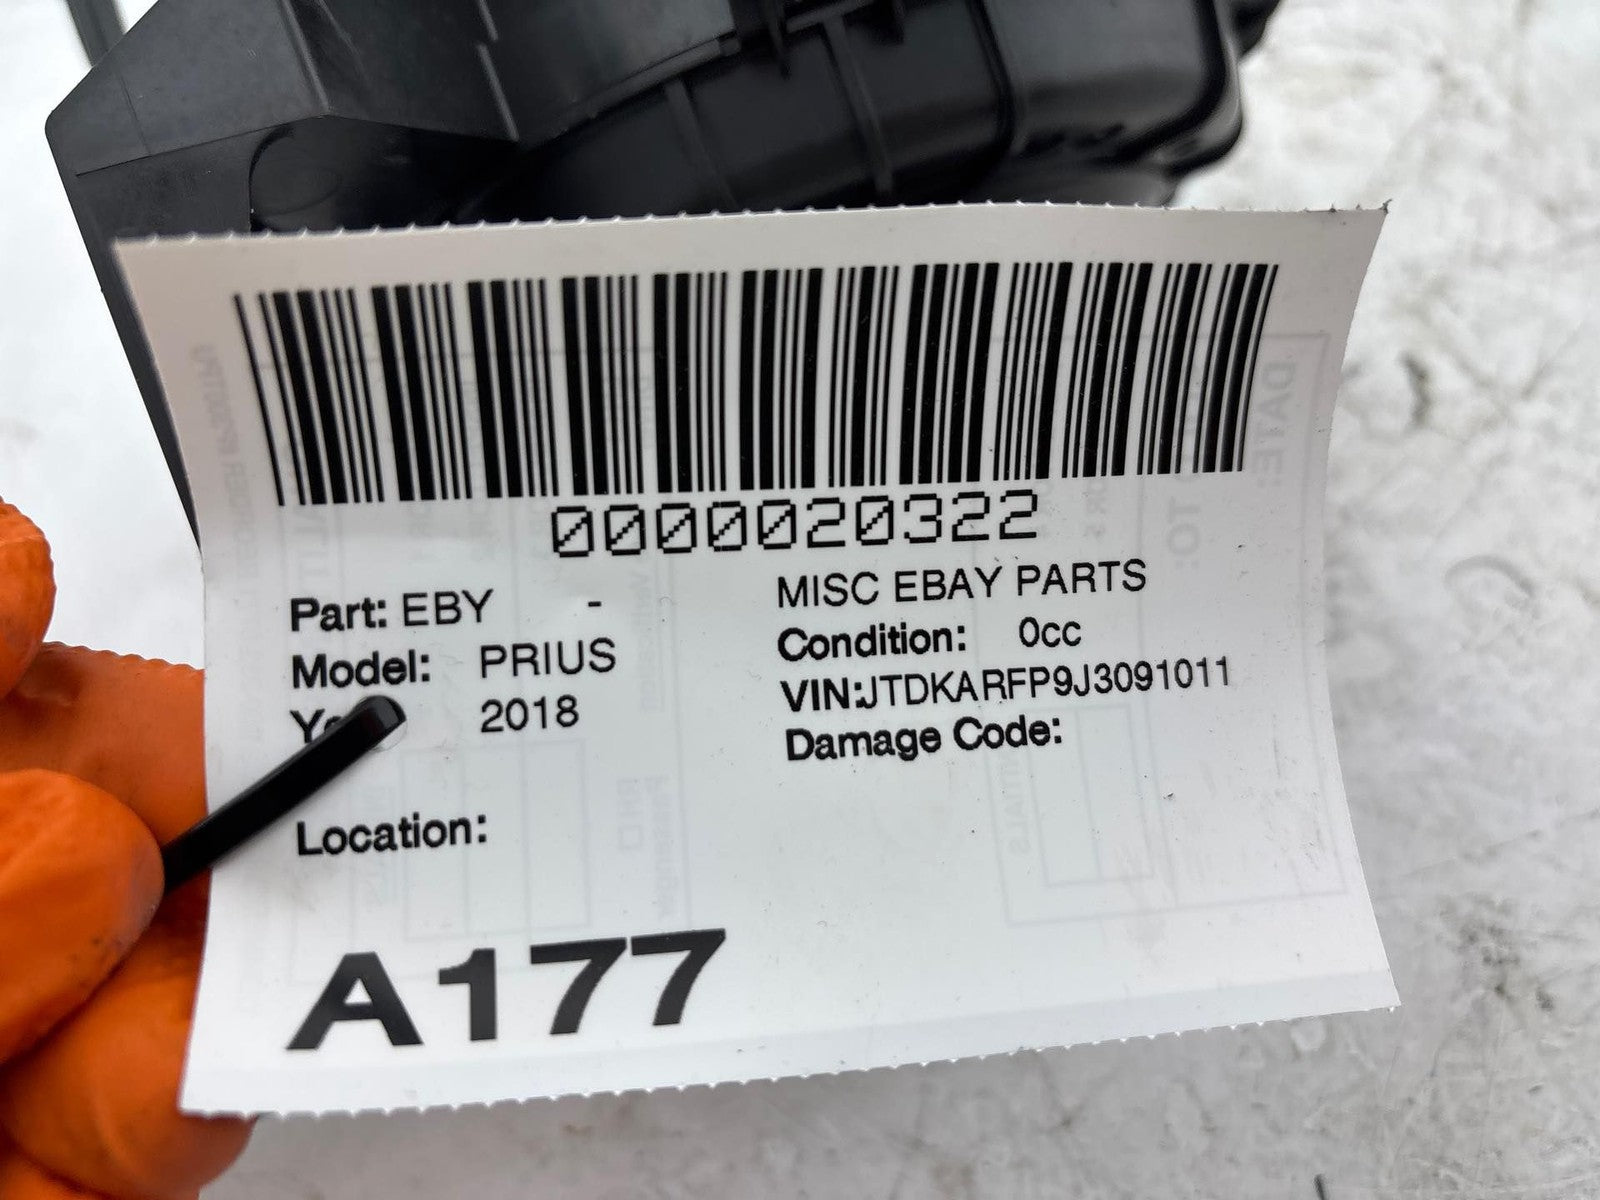 0000020322
Part: EBY - MISC EBAY PARTS
Model: PRIUS Condition: 0cc
2018 VIN:JTDKARFP9J3091011
Damage Code:
Location:
A177